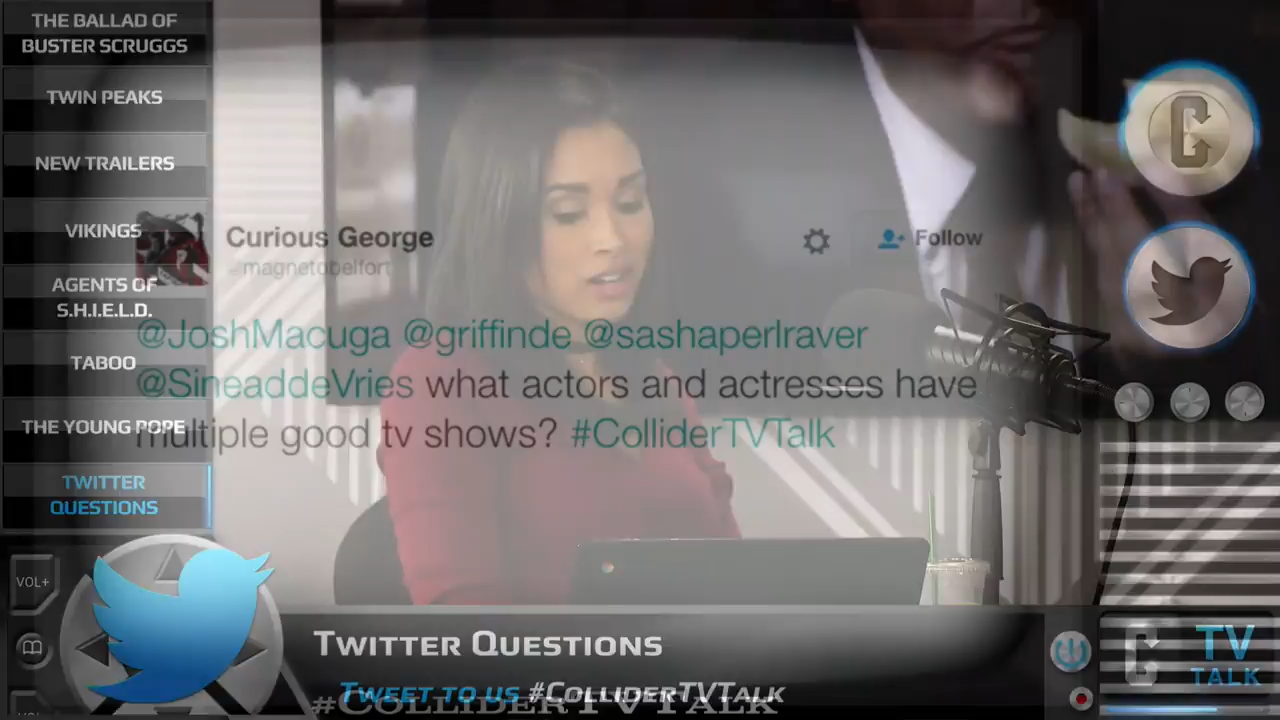 THE BALLAD OF
BUSTER SCRUGGS
TWIN PEAKS
NEW TRAILERS
VIKINGS
AGENTS OF
S.H.I.E.L.D.
TABOO
THE YOUNG POPE
TWITTER
QUESTIONS
Curious George
@magnetobelfort
Follow
@JoshMacuga @griffinde @sashaperlraver
@SineaddeVries what actors and actresses have
multiple good tv shows? #ColliderTVTalk
VOL+
TWITTER QUESTIONS
TWEET TO US #COLLIDERTVTALK
#COLLIDERTVTALK
TV
TALK